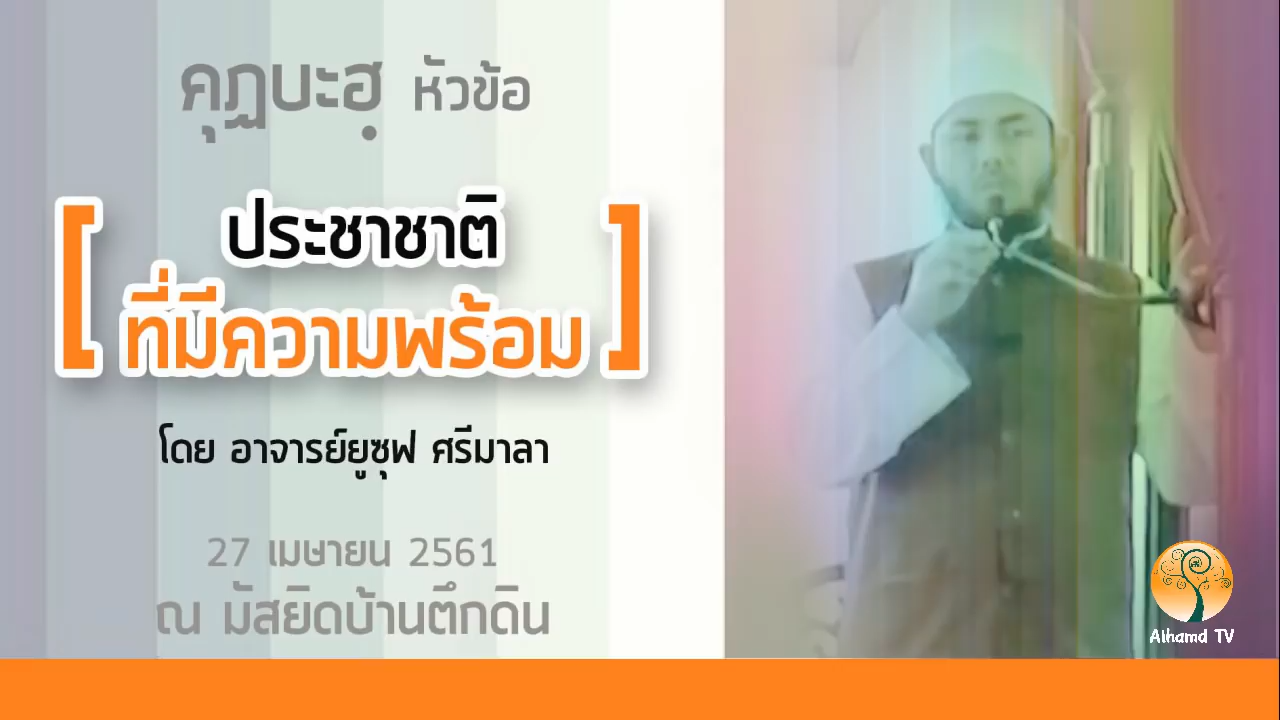 คุฏบะฮฺ หัวข้อ
[ ประชาชาติ
ที่มีความพร้อม ]
โดย อาจารย์ยูซุฟ ศรีมาลา
27 เมษายน 2561
ณ มัสยิดบ้านตึกดิน
Alhamd TV